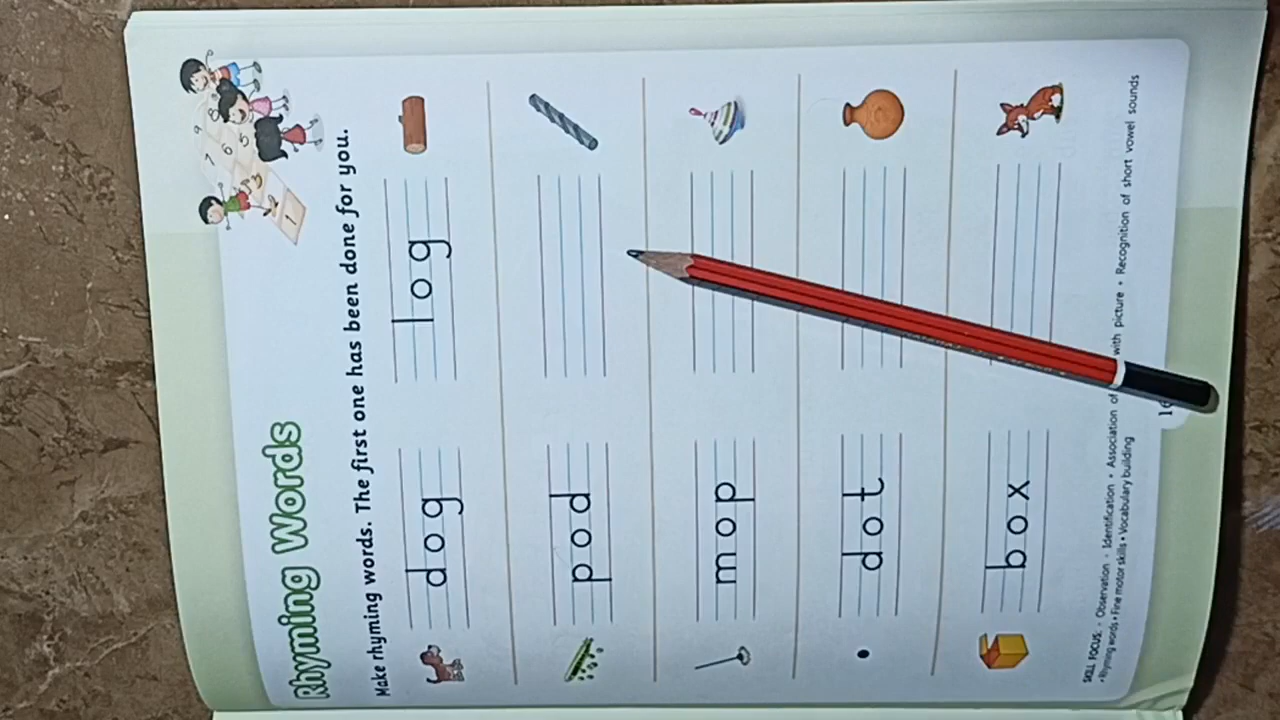 Rhyming Words
Make rhyming words. The first one has been done for you.
dog log
pod
mop
dot
box
SKILL FOCUS: • Observation • Identification • Association of with picture • Recognition of short vowel sounds
• Rhyming words • Fine motor skills • Vocabulary building